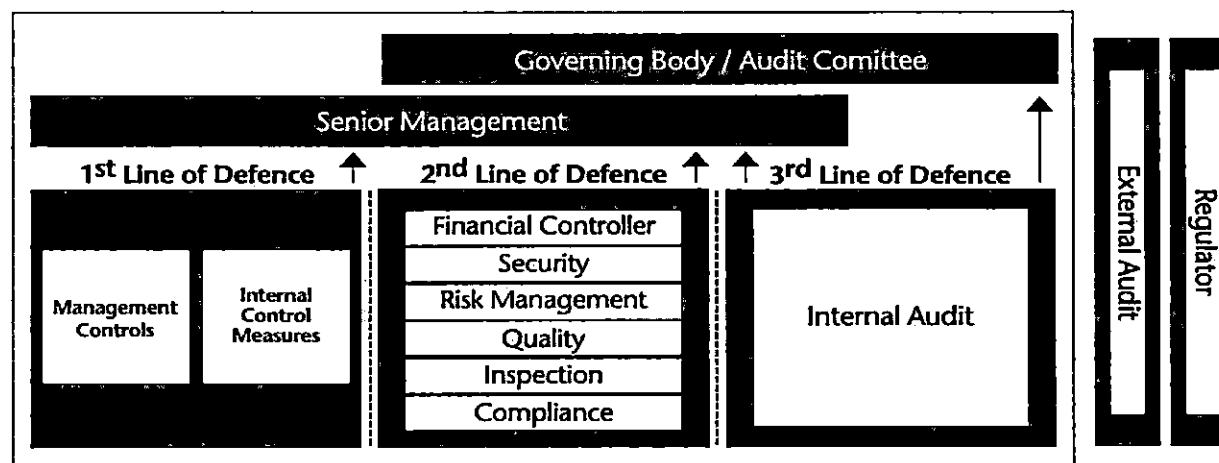 Governing Body / Audit Comittee
Senior Management
1st Line of Defence
2nd Line of Defence
3rd Line of Defence
Management
Controls
Internal
Control
Measures
Financial Controller
Security
Risk Management
Quality
Inspection
Compliance
Internal Audit
External Audit
Regulator